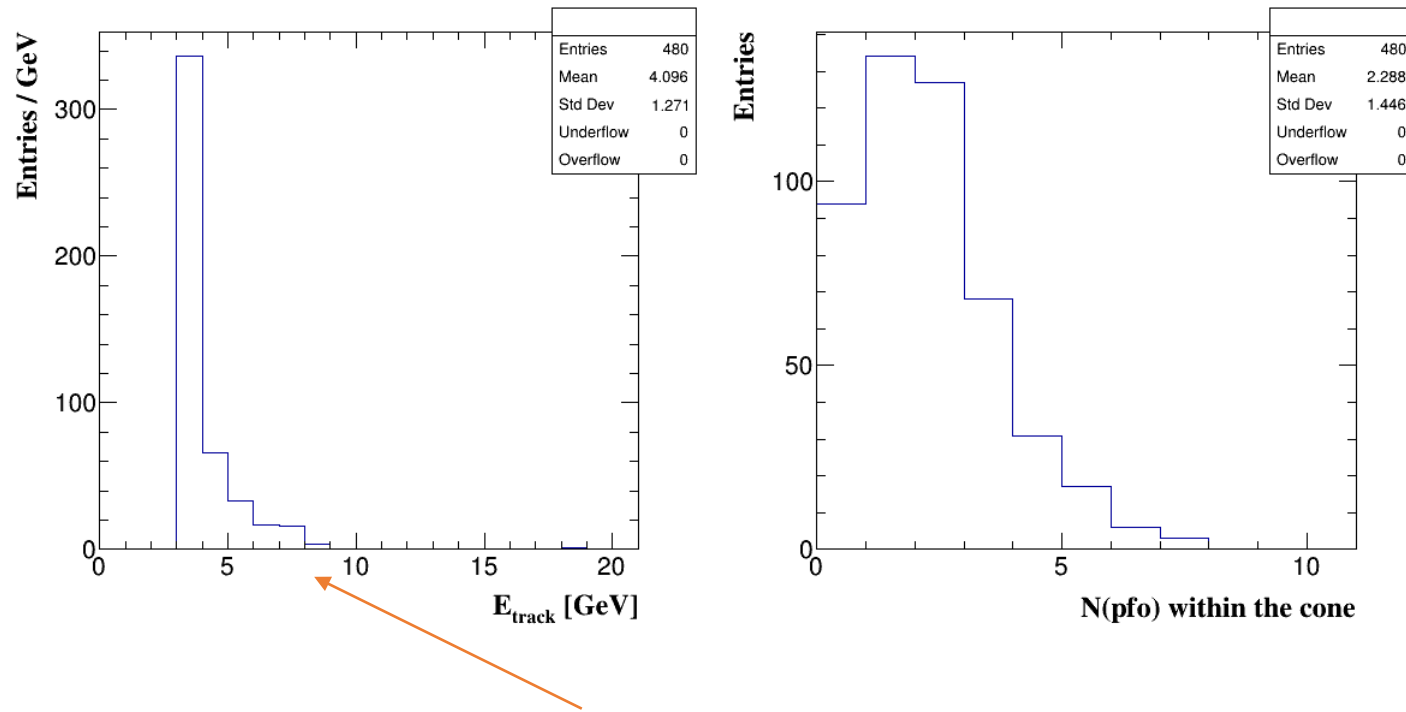 Entries / GeV
300
200
100
0
0 5 10 15 20
E_track [GeV]
Entries 480
Mean 4.096
Std Dev 1.271
Underflow 0
Overflow 0
Entries
100
50
0
0 5 10
N(pfo) within the cone
Entries 480
Mean 2.288
Std Dev 1.446
Underflow 0
Overflow 0